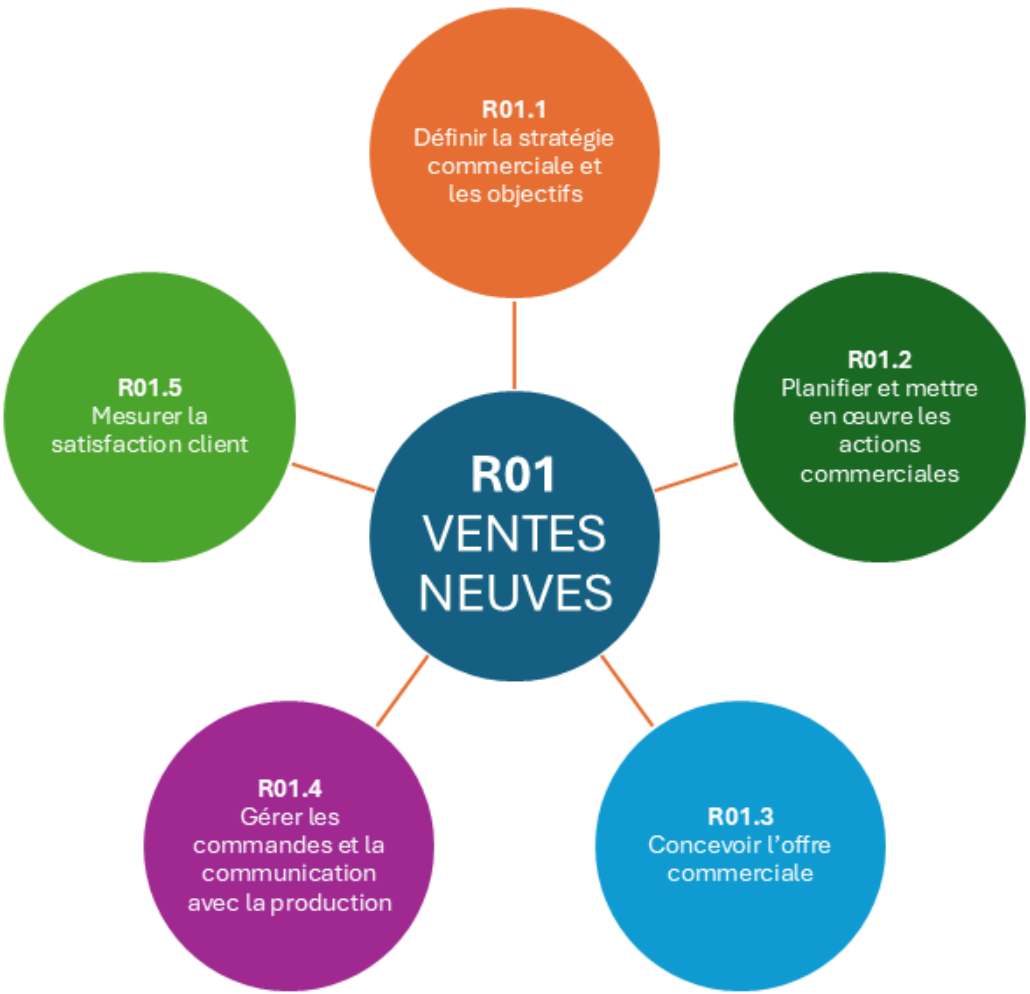 R01.1
Définir la stratégie
commerciale et
les objectifs
R01.2
Planifier et mettre
en œuvre les
actions
commerciales
R01.5
Mesurer la
satisfaction client
R01
VENTES
NEUVES
R01.4
Gérer les
commandes et la
communication
avec la production
R01.3
Concevoir l’offre
commerciale